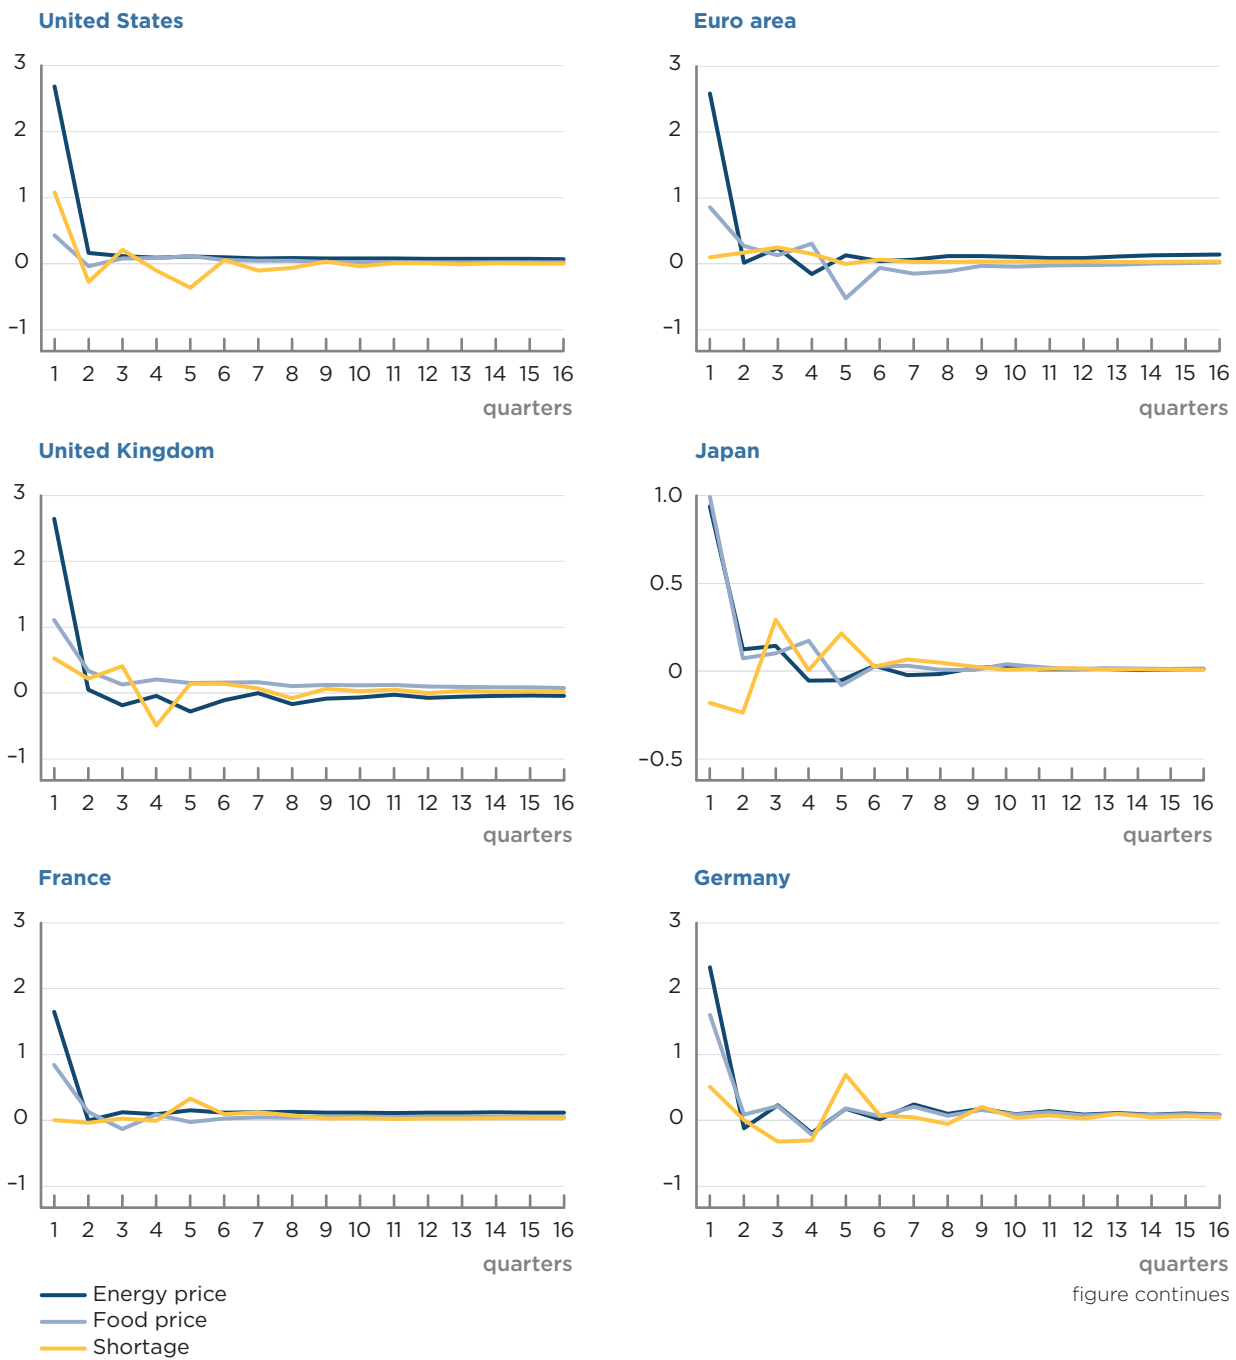 United States
3
2
1
0
–1
1 2 3 4 5 6 7 8 9 10 11 12 13 14 15 16
quarters
Euro area
3
2
1
0
–1
1 2 3 4 5 6 7 8 9 10 11 12 13 14 15 16
quarters
United Kingdom
3
2
1
0
–1
1 2 3 4 5 6 7 8 9 10 11 12 13 14 15 16
quarters
Japan
1.0
0.5
0
–0.5
1 2 3 4 5 6 7 8 9 10 11 12 13 14 15 16
quarters
France
3
2
1
0
–1
1 2 3 4 5 6 7 8 9 10 11 12 13 14 15 16
quarters
Germany
3
2
1
0
–1
1 2 3 4 5 6 7 8 9 10 11 12 13 14 15 16
quarters
Energy price
Food price
Shortage
figure continues